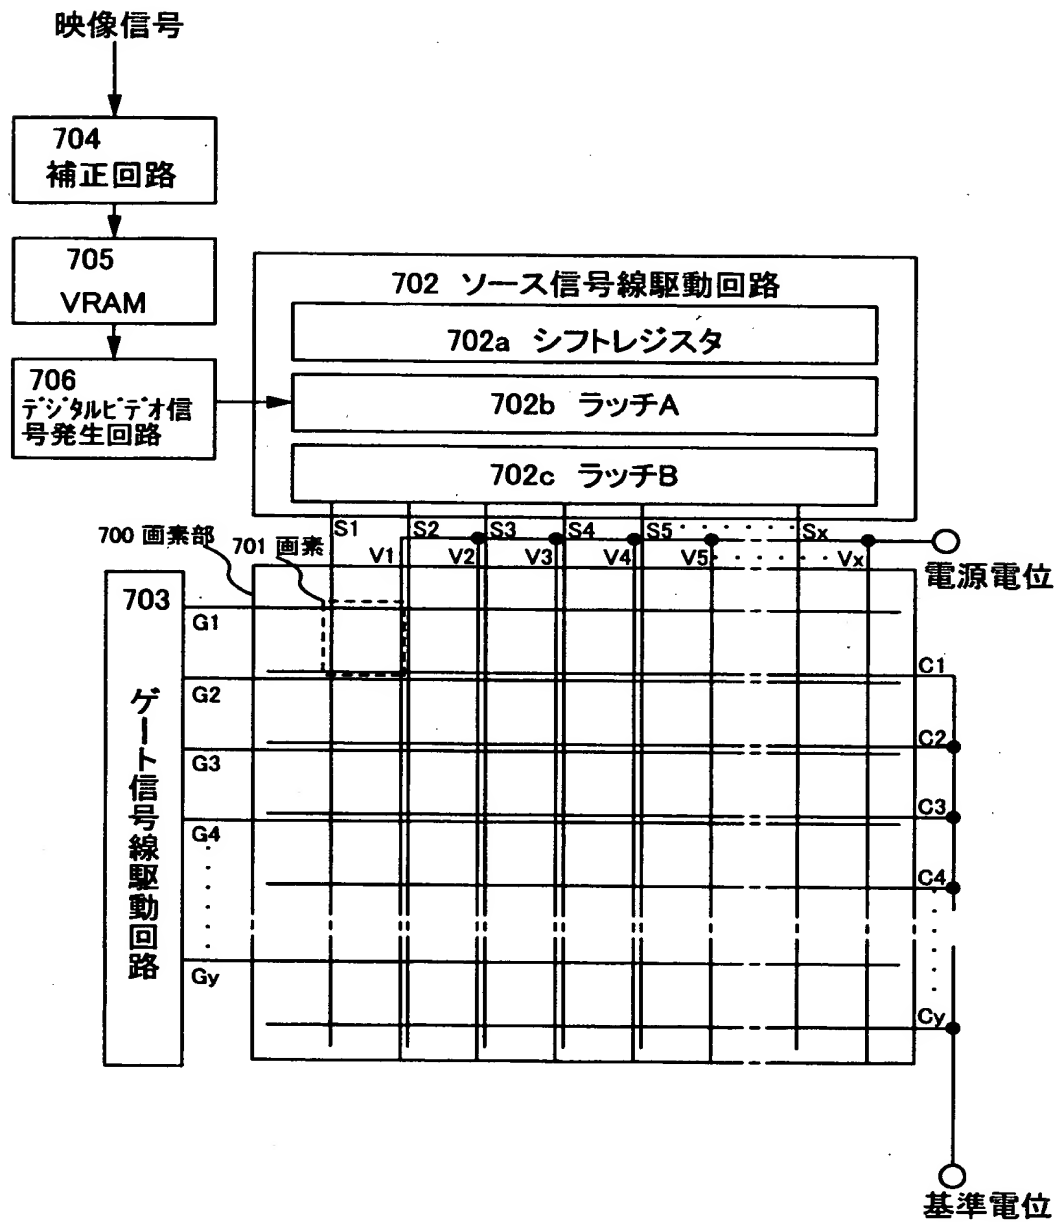 映像信号
704
補正回路
705
VRAM
706
デジタルビデオ信
号発生回路
702 ソース信号線駆動回路
702a シフトレジスタ
702b ラッチA
702c ラッチB
S1
S2
S3
S4
S5
Sx
700 画素部
701 画素
V1
V2
V3
V4
V5
Vx
電源電位
703
ゲート信号線駆動回路
G1
G2
G3
G4
Gy
C1
C2
C3
C4
Cy
基準電位